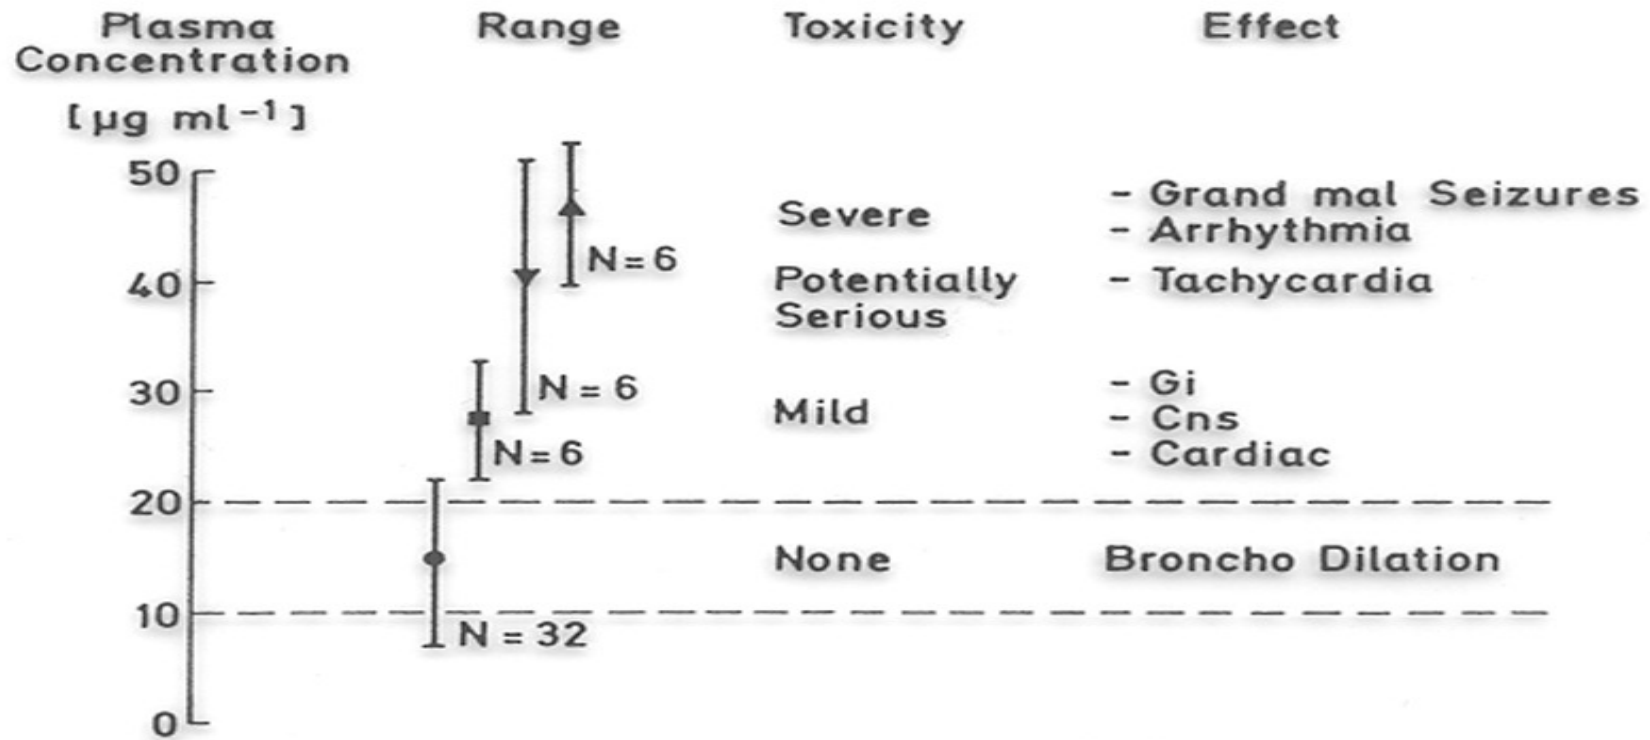 Plasma Concentration
[µg ml⁻¹]
Range
Toxicity
Effect
50
40
30
20
10
0
N=6
N = 6
N=6
N = 32
Severe
- Grand mal Seizures
- Arrhythmia
Potentially
Serious
- Tachycardia
Mild
- Gi
- Cns
- Cardiac
None
Broncho Dilation